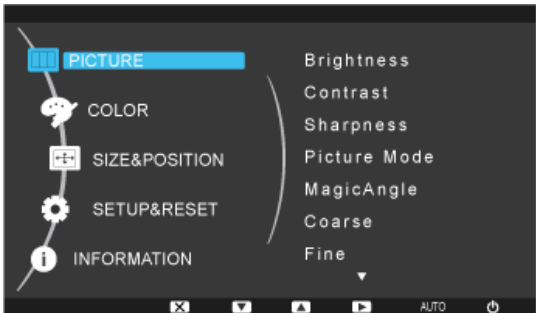 PICTURE
COLOR
SIZE&POSITION
SETUP&RESET
INFORMATION
Brightness
Contrast
Sharpness
Picture Mode
MagicAngle
Coarse
Fine
AUTO